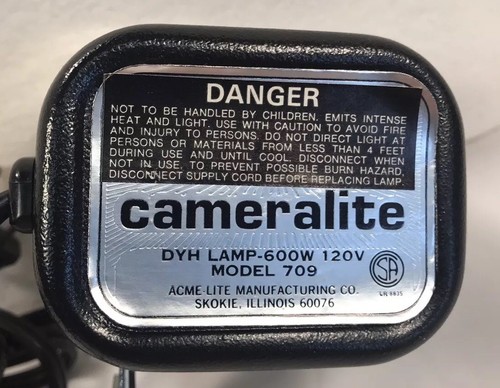 DANGER
NOT TO BE HANDLED BY CHILDREN. EMITS INTENSE
HEAT AND LIGHT. USE WITH CAUTION TO AVOID FIRE
AND INJURY TO PERSONS. DO NOT DIRECT LIGHT AT
PERSONS OR MATERIALS FROM LESS THAN 4 FEET
DURING USE AND UNTIL COOL. DISCONNECT WHEN
NOT IN USE. TO PREVENT POSSIBLE BURN HAZARD,
DISCONNECT SUPPLY CORD BEFORE REPLACING LAMP.
cameralite
DYH LAMP-600W 120V
MODEL 709
SA
ACME-LITE MANUFACTURING CO.
SKOKIE, ILLINOIS 60076